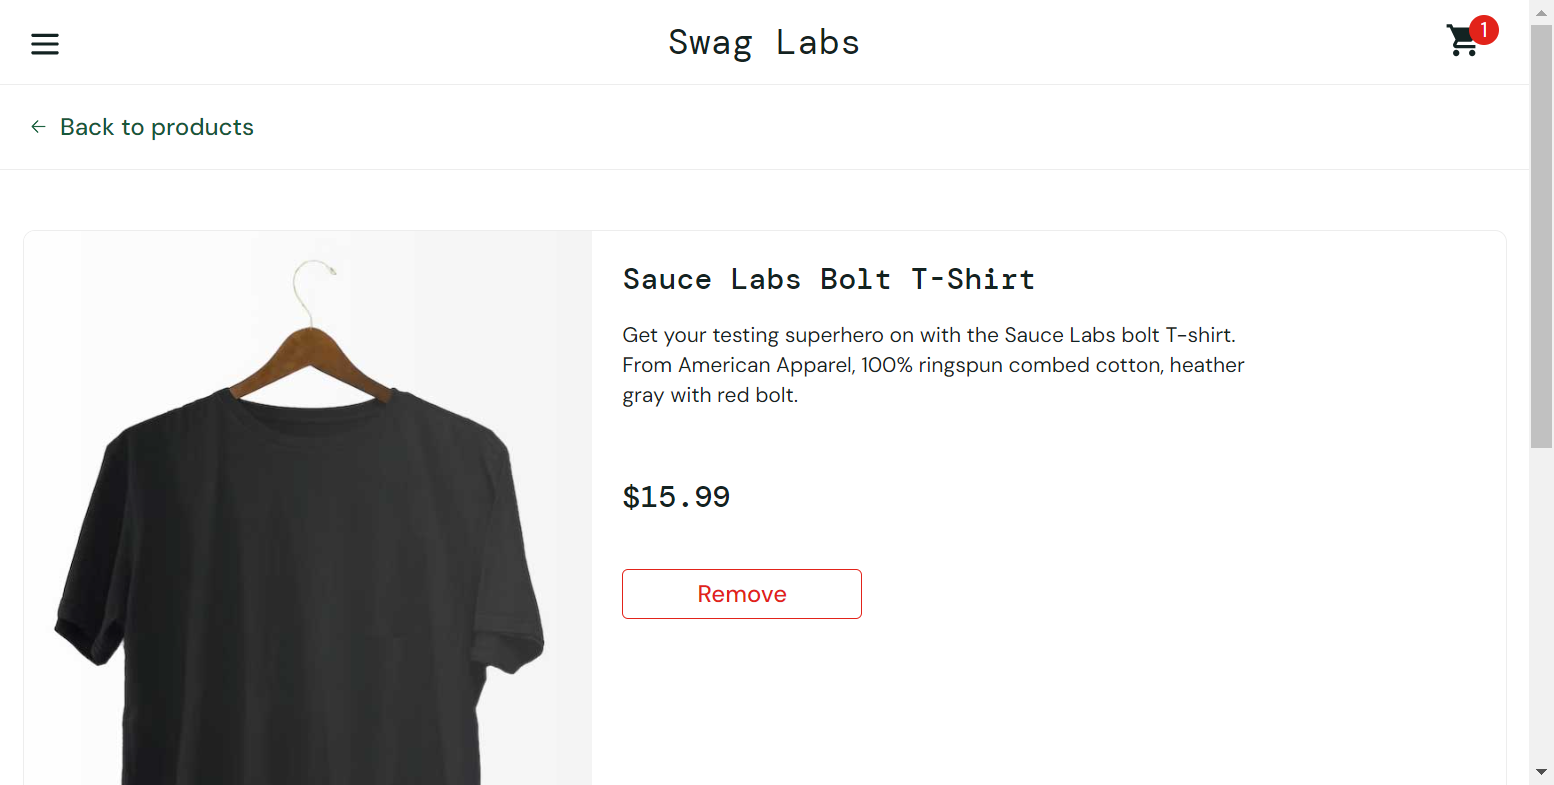 Swag Labs
1
Back to products
Sauce Labs Bolt T-Shirt
Get your testing superhero on with the Sauce Labs bolt T-shirt.
From American Apparel, 100% ringspun combed cotton, heather
gray with red bolt.
$15.99
Remove